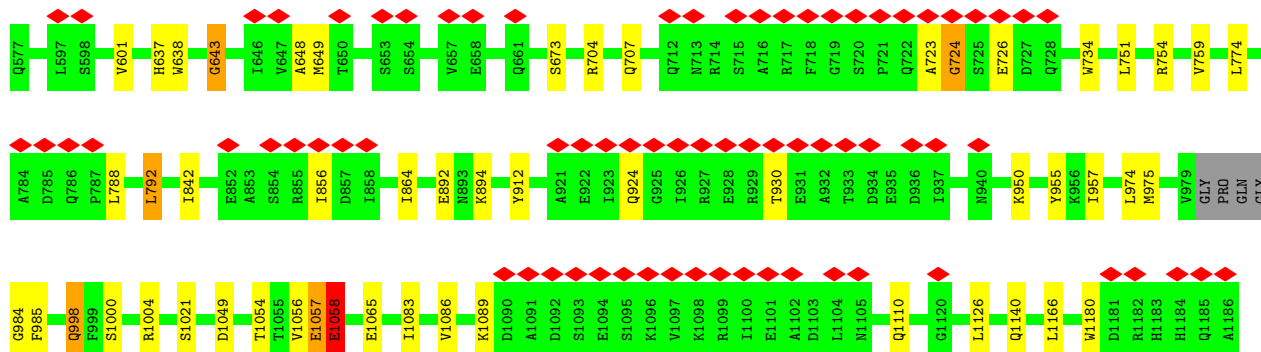 Q577 L597 S598 V601 H637 W638 G643 I646 V647 A648 M649 T650 S653 S654 V657 E658 Q661 S673 R704 Q707 Q712 N713 R714 S715 A716 R717 F718 G719 S720 P721 Q722 A723 G724 S725 E726 D727 Q728 W734 L751 R754 V759 L774
A784 D785 Q786 P787 L788 L792 I842 E852 A853 S854 R855 I856 D857 I858 I864 E892 N893 K894 Y912 A921 E922 I923 Q924 G925 I926 R927 E928 R929 T930 E931 A932 T933 D934 E935 D936 I937 N940 K950 Y955 K956 I957 L974 M975 V979 GLY PRO GLN GLY
G984 F985 Q998 F999 S1000 R1004 S1021 D1049 T1054 T1055 V1056 E1057 E1058 E1065 I1083 V1086 K1089 D1090 A1091 D1092 S1093 E1094 S1095 K1096 V1097 K1098 R1099 I1100 E1101 A1102 D1103 L1104 N1105 Q1110 G1120 L1126 Q1140 L1166 W1180 D1181 R1182 H1183 H1184 Q1185 A1186